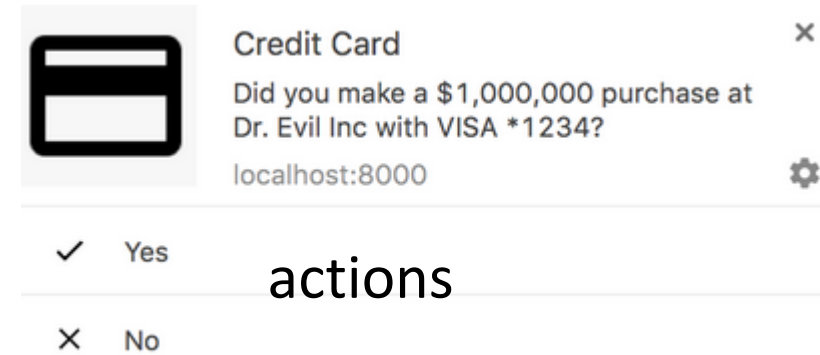 Credit Card
Did you make a $1,000,000 purchase at
Dr. Evil Inc with VISA *1234?
localhost:8000
Yes
actions
No